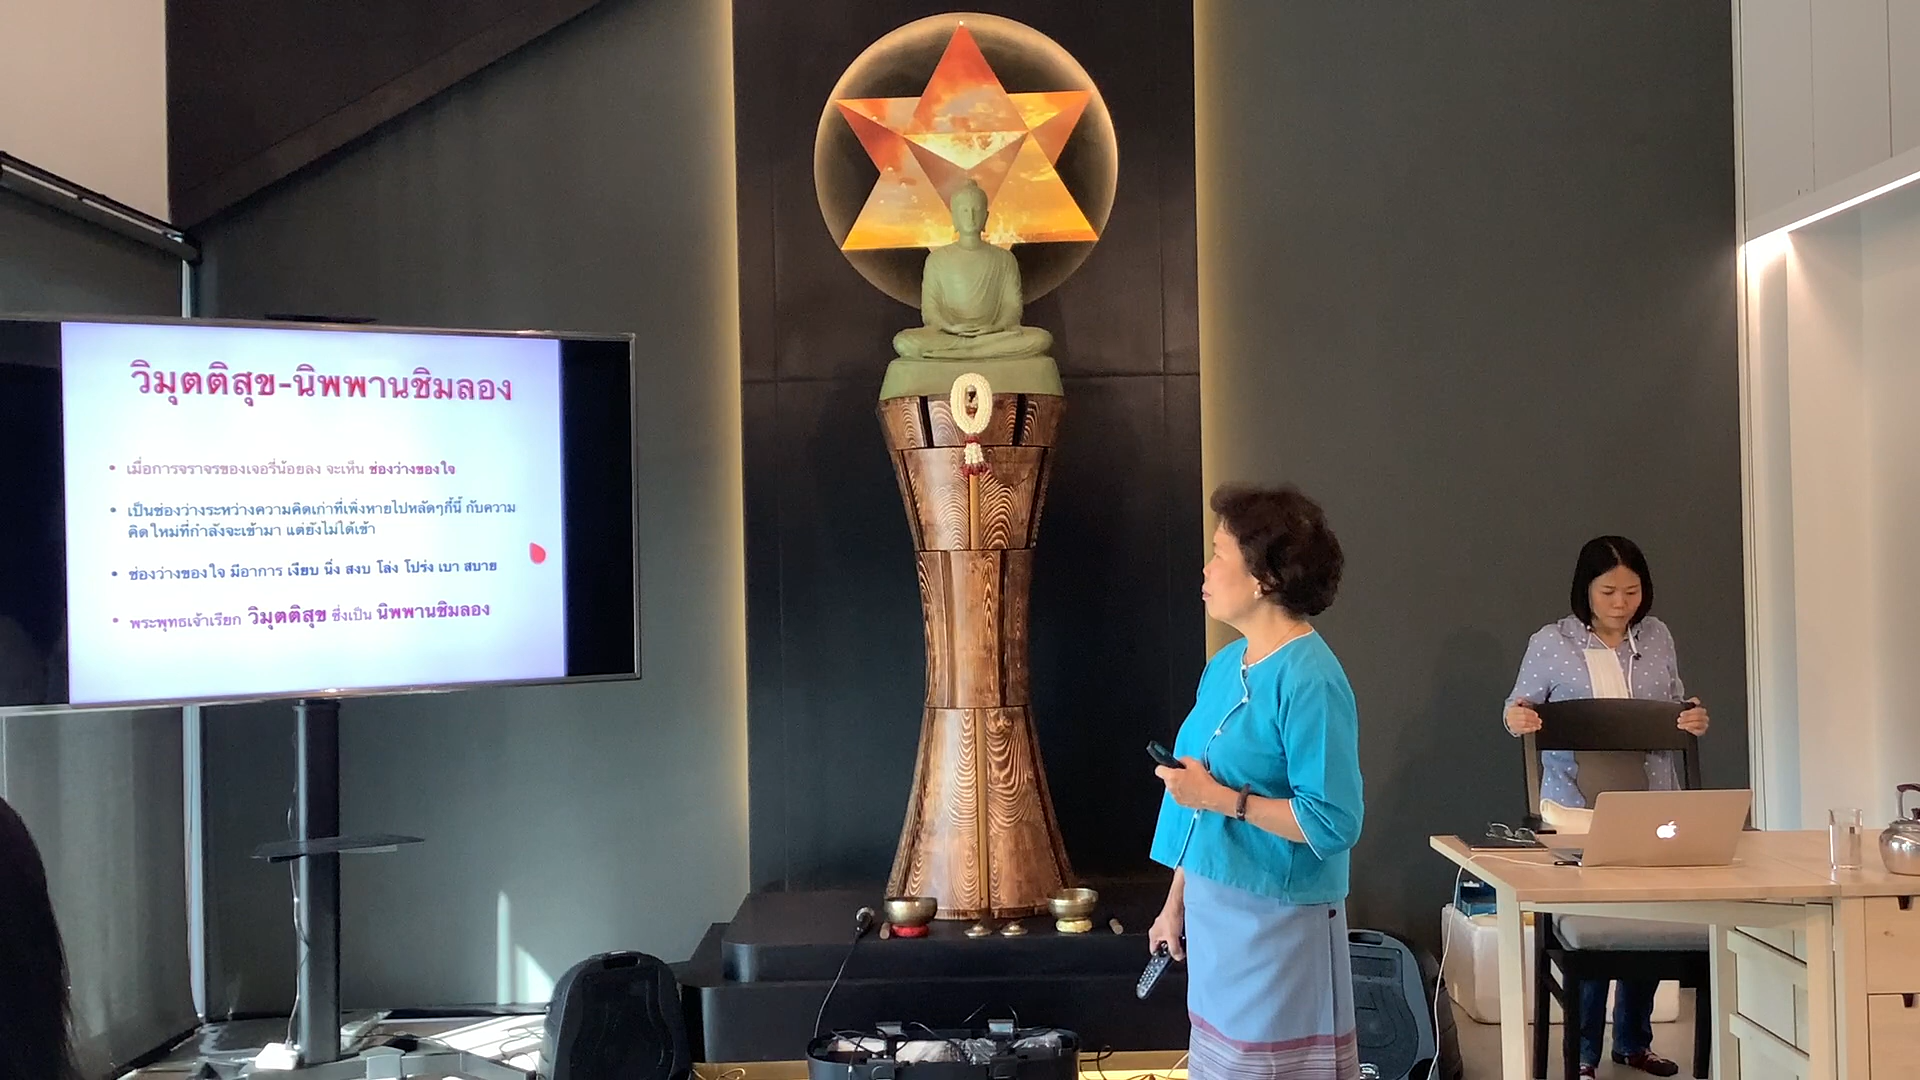 วิมุตติสุข-นิพพานชิมลอง
• เมื่อการจราจรของเจอรี่น้อยลง จะเห็น ช่องว่างของใจ
• เป็นช่องว่างระหว่างความคิดเก่าที่เพิ่งหายไปหลัดๆกี้นี้ กับความ
คิดใหม่ที่กำลังจะเข้ามา แต่ยังไม่ได้เข้า
• ช่องว่างของใจ มีอาการ เงียบ นิ่ง สงบ โล่ง โปร่ง เบา สบาย
• พระพุทธเจ้าเรียก วิมุตติสุข ซึ่งเป็น นิพพานชิมลอง